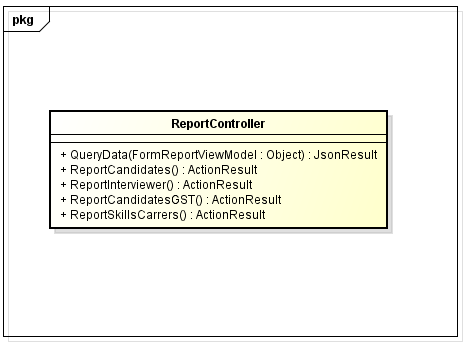 pkg
ReportController
+ QueryData(FormReportViewModel : Object) : JsonResult
+ ReportCandidates() : ActionResult
+ ReportInterviewer() : ActionResult
+ ReportCandidatesGST() : ActionResult
+ ReportSkillsCarrers() : ActionResult